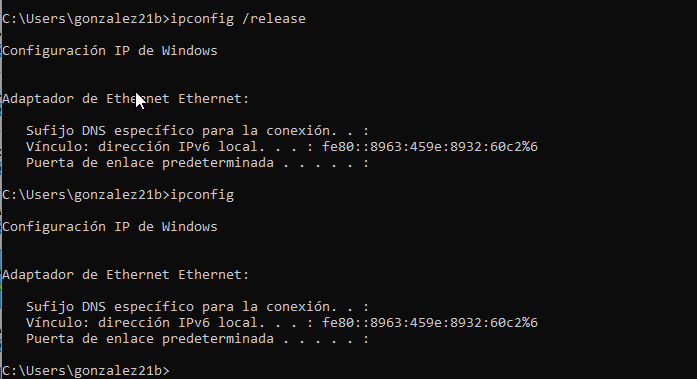 C:\Users\gonzalez21b>ipconfig /release
Configuración IP de Windows
Adaptador de Ethernet Ethernet:
Sufijo DNS específico para la conexión. . :
Vínculo: dirección IPv6 local. . . : fe80::8963:459e:8932:60c2%6
Puerta de enlace predeterminada . . . . . :
C:\Users\gonzalez21b>ipconfig
Configuración IP de Windows
Adaptador de Ethernet Ethernet:
Sufijo DNS específico para la conexión. . :
Vínculo: dirección IPv6 local. . . : fe80::8963:459e:8932:60c2%6
Puerta de enlace predeterminada . . . . . :
C:\Users\gonzalez21b>